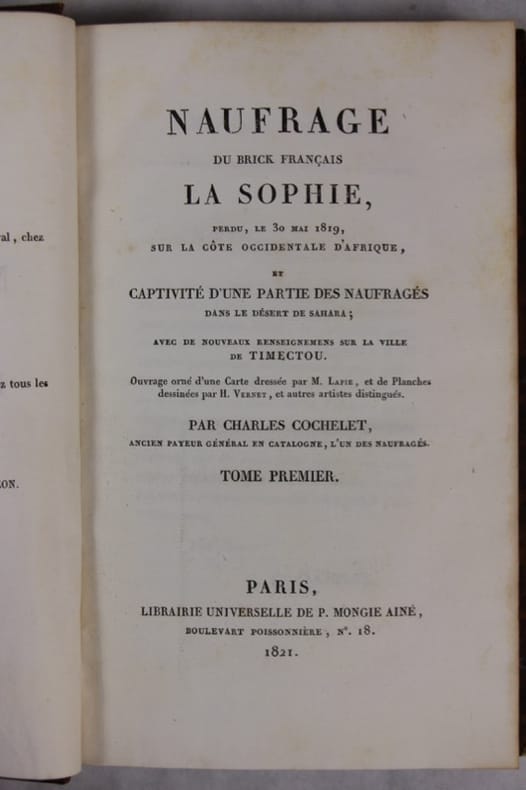 al, chez
z tous les
ON.
NAUFRAGE
DU BRICK FRANÇAIS
LA SOPHIE,
PERDU, LE 30 MAI 1819,
SUR LA CÔTE OCCIDENTALE D'AFRIQUE,
ET
CAPTIVITÉ D'UNE PARTIE DES NAUFRAGÉS
DANS LE DÉSERT DE SAHARA;
AVEC DE NOUVEAUX RENSEIGNEMENS SUR LA VILLE
DE TIMECTOU.
Ouvrage orné d'une Carte dressée par M. LAPIE, et de Planches
dessinées par H. VERNET, et autres artistes distingués.
PAR CHARLES COCHELET,
ANCIEN PAYEUR GÉNÉRAL EN CATALOGNE, L'UN DES NAUFRAGÉS.
TOME PREMIER.
PARIS,
LIBRAIRIE UNIVERSELLE DE P. MONGIE AINÉ,
BOULEVART POISSONNIÈRE, N°. 18.
1821.